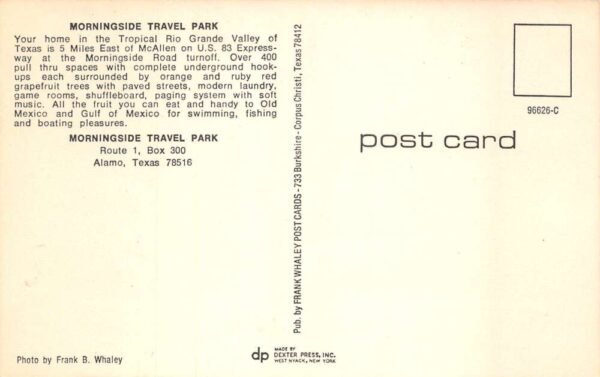 MORNINGSIDE TRAVEL PARK
Your home in the Tropical Rio Grande Valley of
Texas is 5 Miles East of McAllen on U.S. 83 Express-
way at the Morningside Road turnoff. Over 400
pull thru spaces with complete underground hook-
ups each surrounded by orange and ruby red
grapefruit trees with paved streets, modern laundry,
game rooms, shuffleboard, paging system with soft
music. All the fruit you can eat and handy to Old
Mexico and Gulf of Mexico for swimming, fishing
and boating pleasures.
MORNINGSIDE TRAVEL PARK
Route 1, Box 300
Alamo, Texas 78516
Photo by Frank B. Whaley
Pub. by FRANK WHALEY POST CARDS - 733 Burkshire - Corpus Christi, Texas 78412
dp
MADE BY
DEXTER PRESS, INC.
WEST NYACK, NEW YORK
96626-C
post card